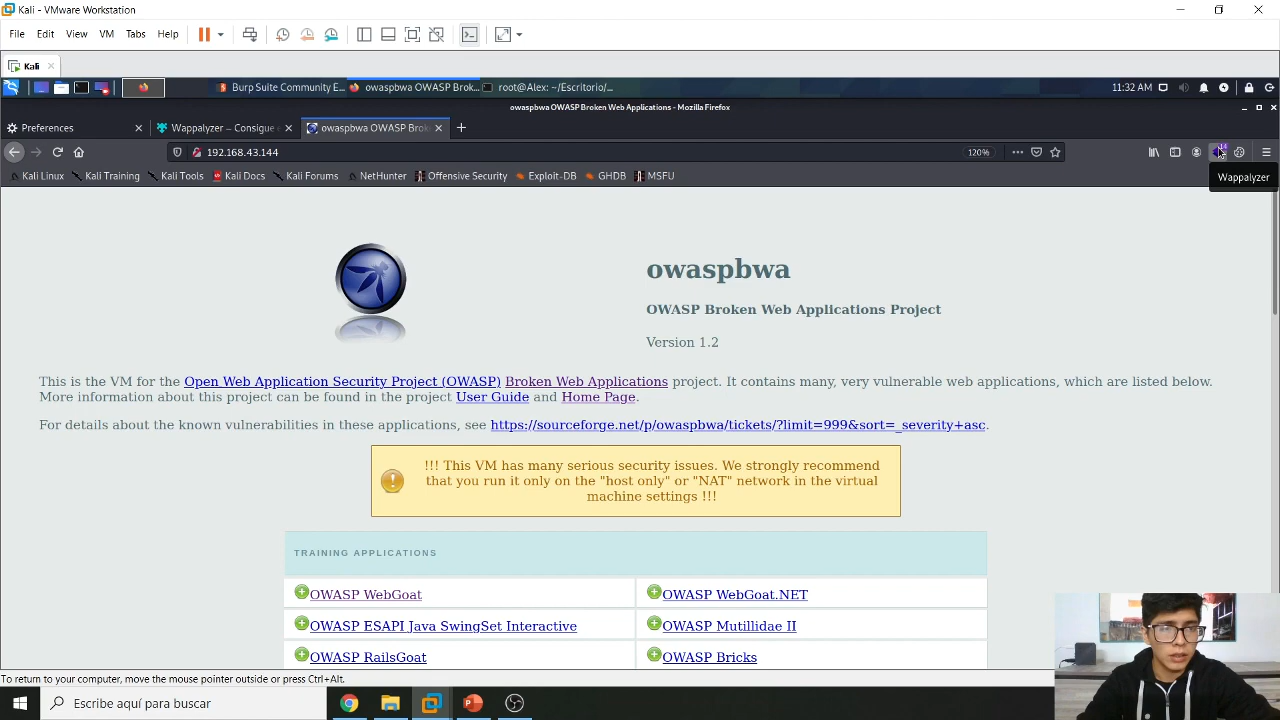 Kali - VMware Workstation
File Edit View VM Tabs Help
Kali
Burp Suite Community E...
owaspbwa OWASP Brok...
root@Alex: ~/Escritorio/...
11:32 AM
owaspbwa OWASP Broken Web Applications - Mozilla Firefox
Preferences
Wappalyzer – Consigue e
owaspbwa OWASP Brok
192.168.43.144
120%
14
Kali Linux
Kali Training
Kali Tools
Kali Docs
Kali Forums
NetHunter
Offensive Security
Exploit-DB
GHDB
MSFU
Wappalyzer
owaspbwa
OWASP Broken Web Applications Project
Version 1.2
This is the VM for the Open Web Application Security Project (OWASP) Broken Web Applications project. It contains many, very vulnerable web applications, which are listed below.
More information about this project can be found in the project User Guide and Home Page.
For details about the known vulnerabilities in these applications, see https://sourceforge.net/p/owaspbwa/tickets/?limit=999&sort=_severity+asc.
!!! This VM has many serious security issues. We strongly recommend
that you run it only on the "host only" or "NAT" network in the virtual
machine settings !!!
TRAINING APPLICATIONS
OWASP WebGoat
OWASP WebGoat.NET
OWASP ESAPI Java SwingSet Interactive
OWASP Mutillidae II
OWASP RailsGoat
OWASP Bricks
To return to your computer, move the mouse pointer outside or press Ctrl+Alt.
Escribe aquí para buscar